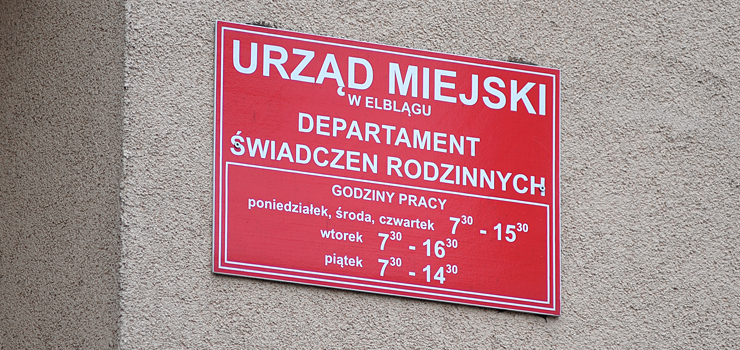 URZĄD MIEJSKI
W ELBLĄGU
DEPARTAMENT
ŚWIADCZEN RODZINNYCH
GODZINY PRACY
poniedziałek, środa, czwartek 7³⁰ - 15³⁰
wtorek 7³⁰ - 16³⁰
piątek 7³⁰ - 14³⁰